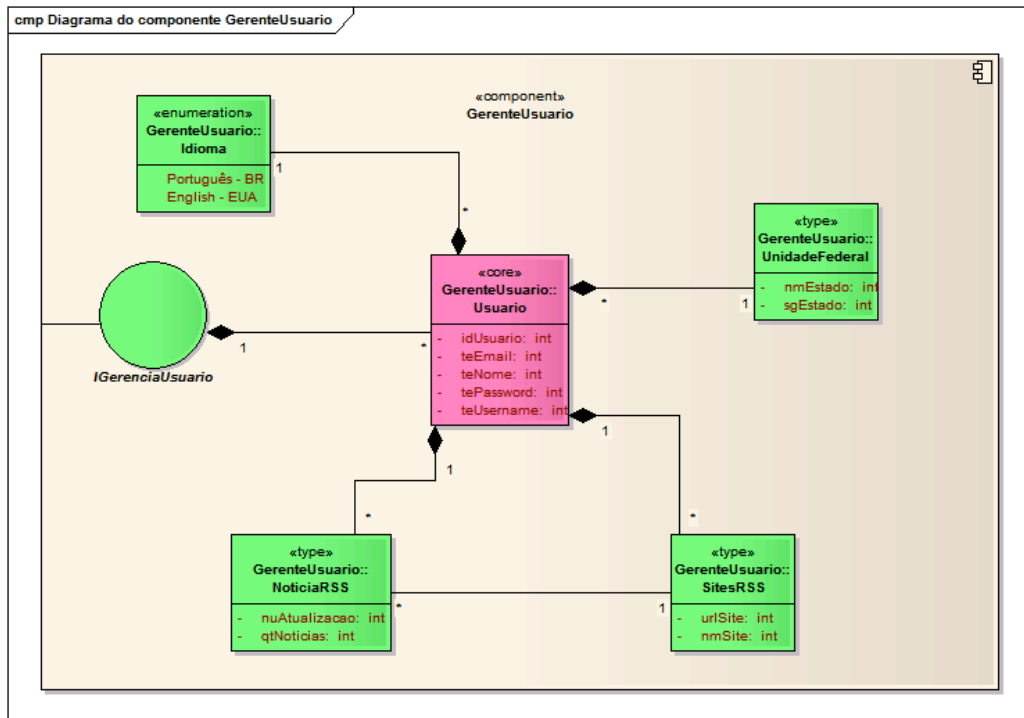 cmp Diagrama do componente GerenteUsuario
«component»
GerenteUsuario
«enumeration»
GerenteUsuario::
Idioma
Português - BR
English - EUA
1
*
«type»
GerenteUsuario::
UnidadeFederal
- nmEstado: int
- sgEstado: int
«core»
GerenteUsuario::
Usuario
- idUsuario: int
- teEmail: int
- teNome: int
- tePassword: int
- teUsername: int
*
1
IGerenciaUsuario
1
*
1
*
1
*
«type»
GerenteUsuario::
NoticiaRSS
- nuAtualizacao: int
- qtNoticias: int
*
1
«type»
GerenteUsuario::
SitesRSS
- urlSite: int
- nmSite: int